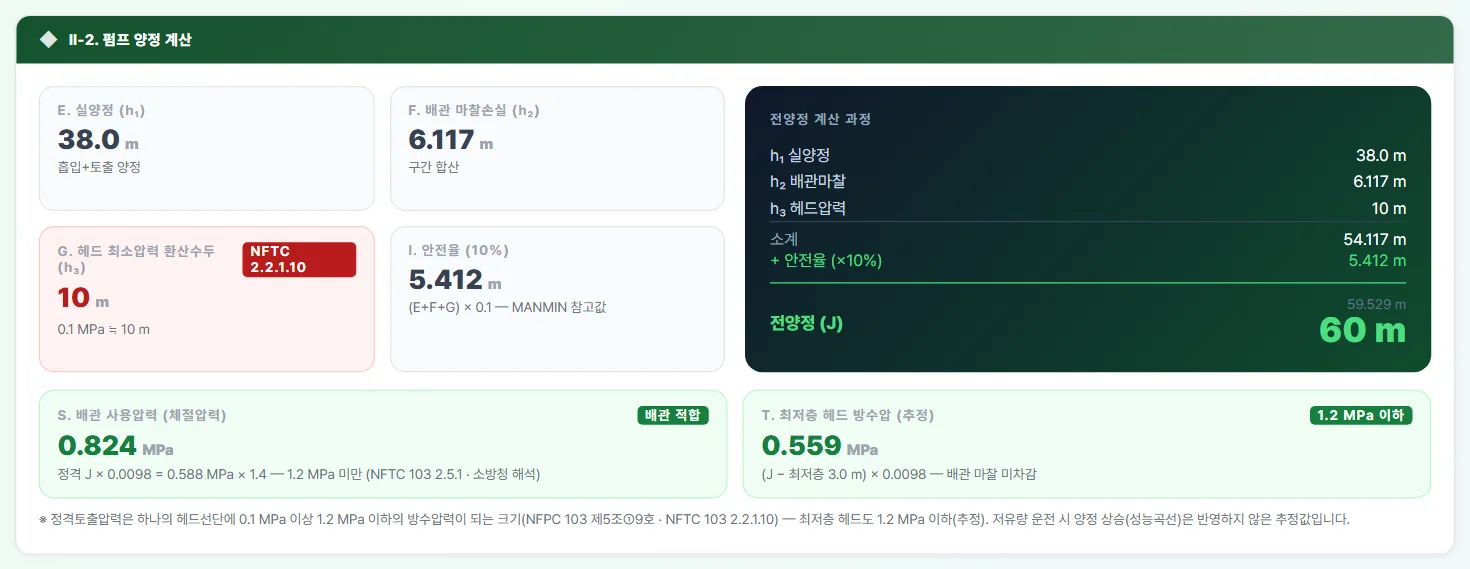 ◆ II-2. 펌프 양정 계산
E. 실양정 (h₁)
38.0 m
흡입+토출 양정
F. 배관 마찰손실 (h₂)
6.117 m
구간 합산
G. 헤드 최소압력 환산수두
(h₃)
NFTC
2.2.1.10
10 m
0.1 MPa ≒ 10 m
I. 안전율 (10%)
5.412 m
(E+F+G) × 0.1 — MANMIN 참고값
전양정 계산 과정
h₁ 실양정 38.0 m
h₂ 배관마찰 6.117 m
h₃ 헤드압력 10 m
소계 54.117 m
+ 안전율 (×10%) 5.412 m
59.529 m
전양정 (J) 60 m
S. 배관 사용압력 (체절압력) 배관 적합
0.824 MPa
정격 J × 0.0098 = 0.588 MPa × 1.4 — 1.2 MPa 미만 (NFTC 103 2.5.1 · 소방청 해석)
T. 최저층 헤드 방수압 (추정) 1.2 MPa 이하
0.559 MPa
(J − 최저층 3.0 m) × 0.0098 — 배관 마찰 미차감
※ 정격토출압력은 하나의 헤드선단에 0.1 MPa 이상 1.2 MPa 이하의 방수압력이 되는 크기(NFPC 103 제5조①9호 · NFTC 103 2.2.1.10) — 최저층 헤드도 1.2 MPa 이하(추정). 저유량 운전 시 양정 상승(성능곡선)은 반영하지 않은 추정값입니다.